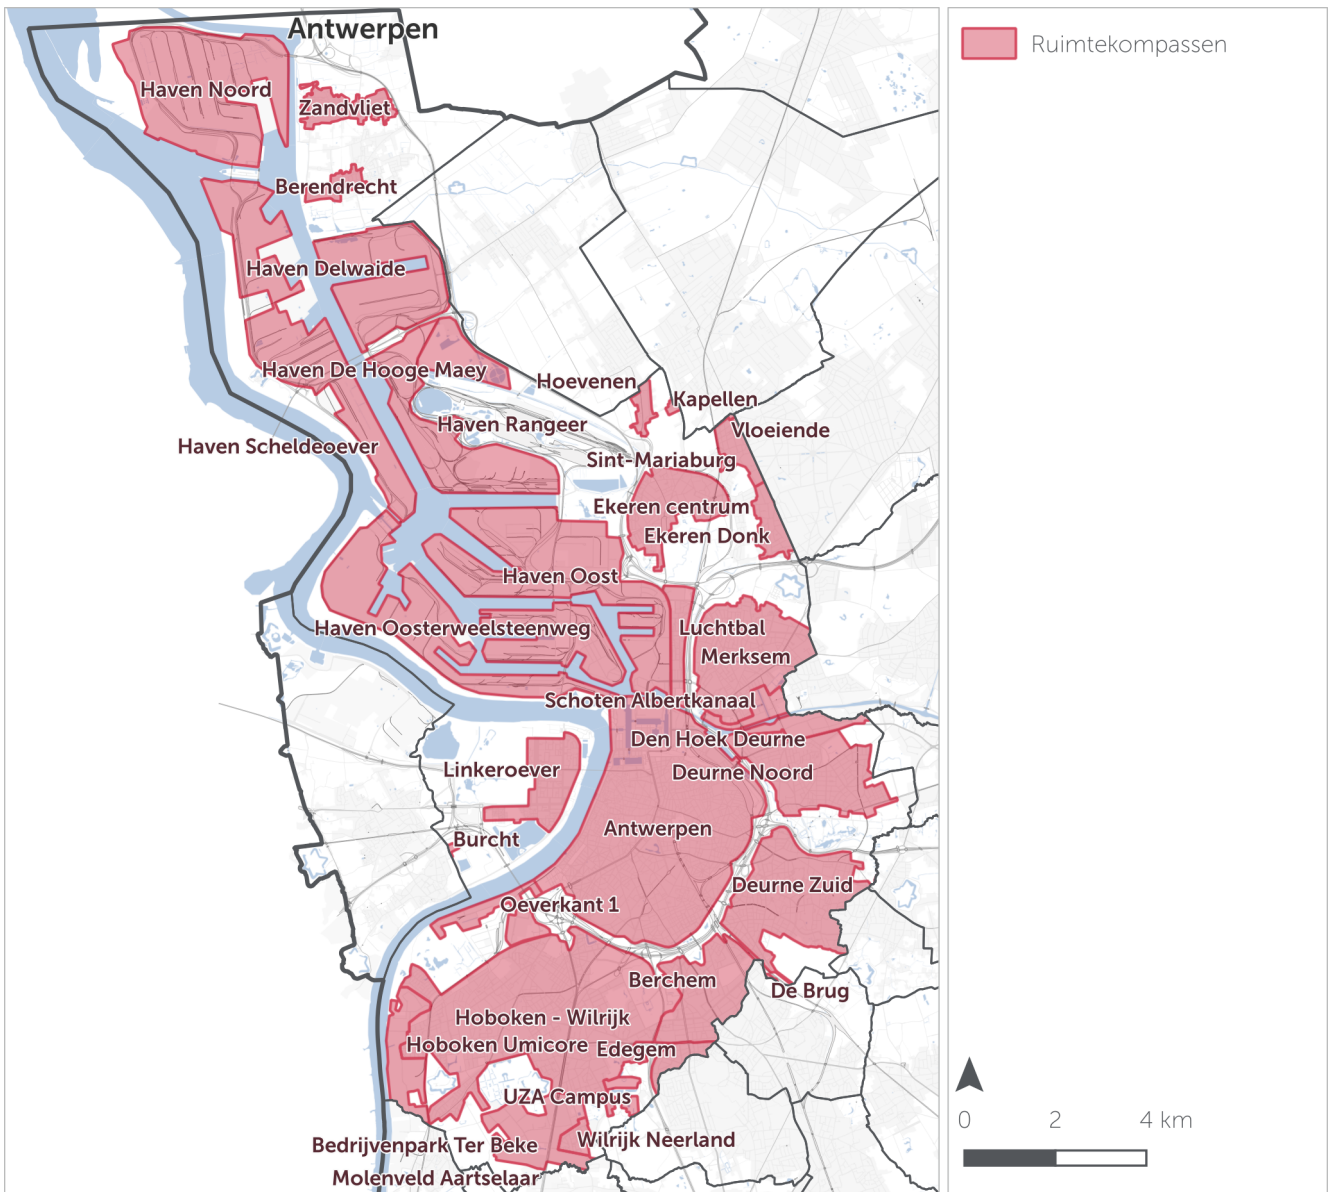 Antwerpen
Ruimtekompassen
Haven Noord
Zandvliet
Berendrecht
Haven Delwaide
Haven De Hooge Maey
Hoevenen
Kapellen
Haven Rangeer
Vloeiende
Haven Scheldeoever
Sint-Mariaburg
Ekeren centrum
Ekeren Donk
Haven Oost
Haven Oosterweelsteenweg
Luchtbal
Merksem
Schoten Albertkanaal
Den Hoek Deurne
Linkeroever
Deurne Noord
Antwerpen
Burcht
Deurne Zuid
Oeverkant 1
Berchem
De Brug
Hoboken - Wilrijk
Hoboken Umicore
Edegem
UZA Campus
Bedrijvenpark Ter Beke
Wilrijk Neerland
Molenveld Aartselaar
0 2 4 km